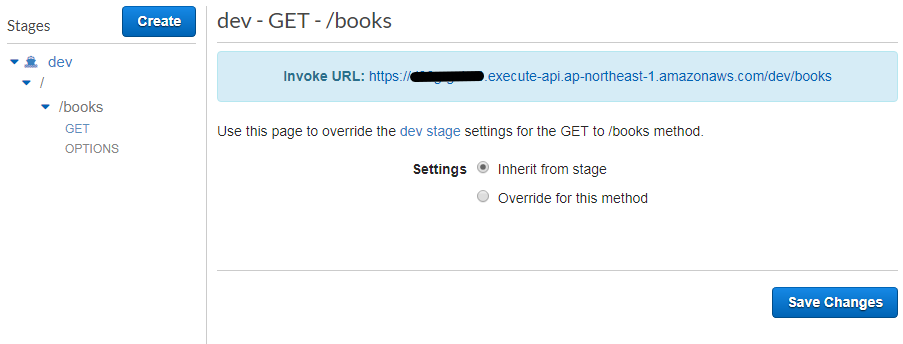 Stages
Create
dev
/
/books
GET
OPTIONS
dev - GET - /books
Invoke URL: https://.execute-api.ap-northeast-1.amazonaws.com/dev/books
Use this page to override the dev stage settings for the GET to /books method.
Settings
Inherit from stage
Override for this method
Save Changes